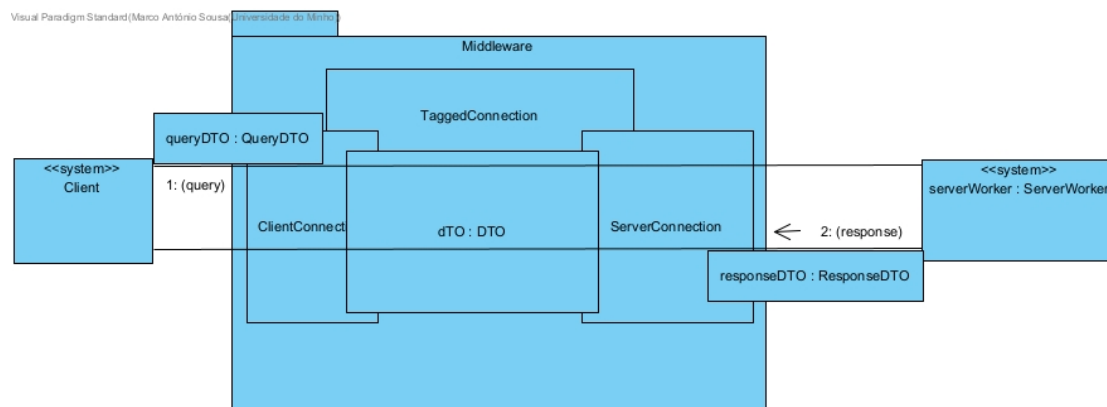 Visual Paradigm Standard(Marco António Sousa(Universidade do Minho))
Middleware
TaggedConnection
queryDTO : QueryDTO
<<system>>
Client
1: (query)
<<system>>
serverWorker : ServerWorker
ClientConnect
dTO : DTO
ServerConnection
2: (response)
responseDTO : ResponseDTO